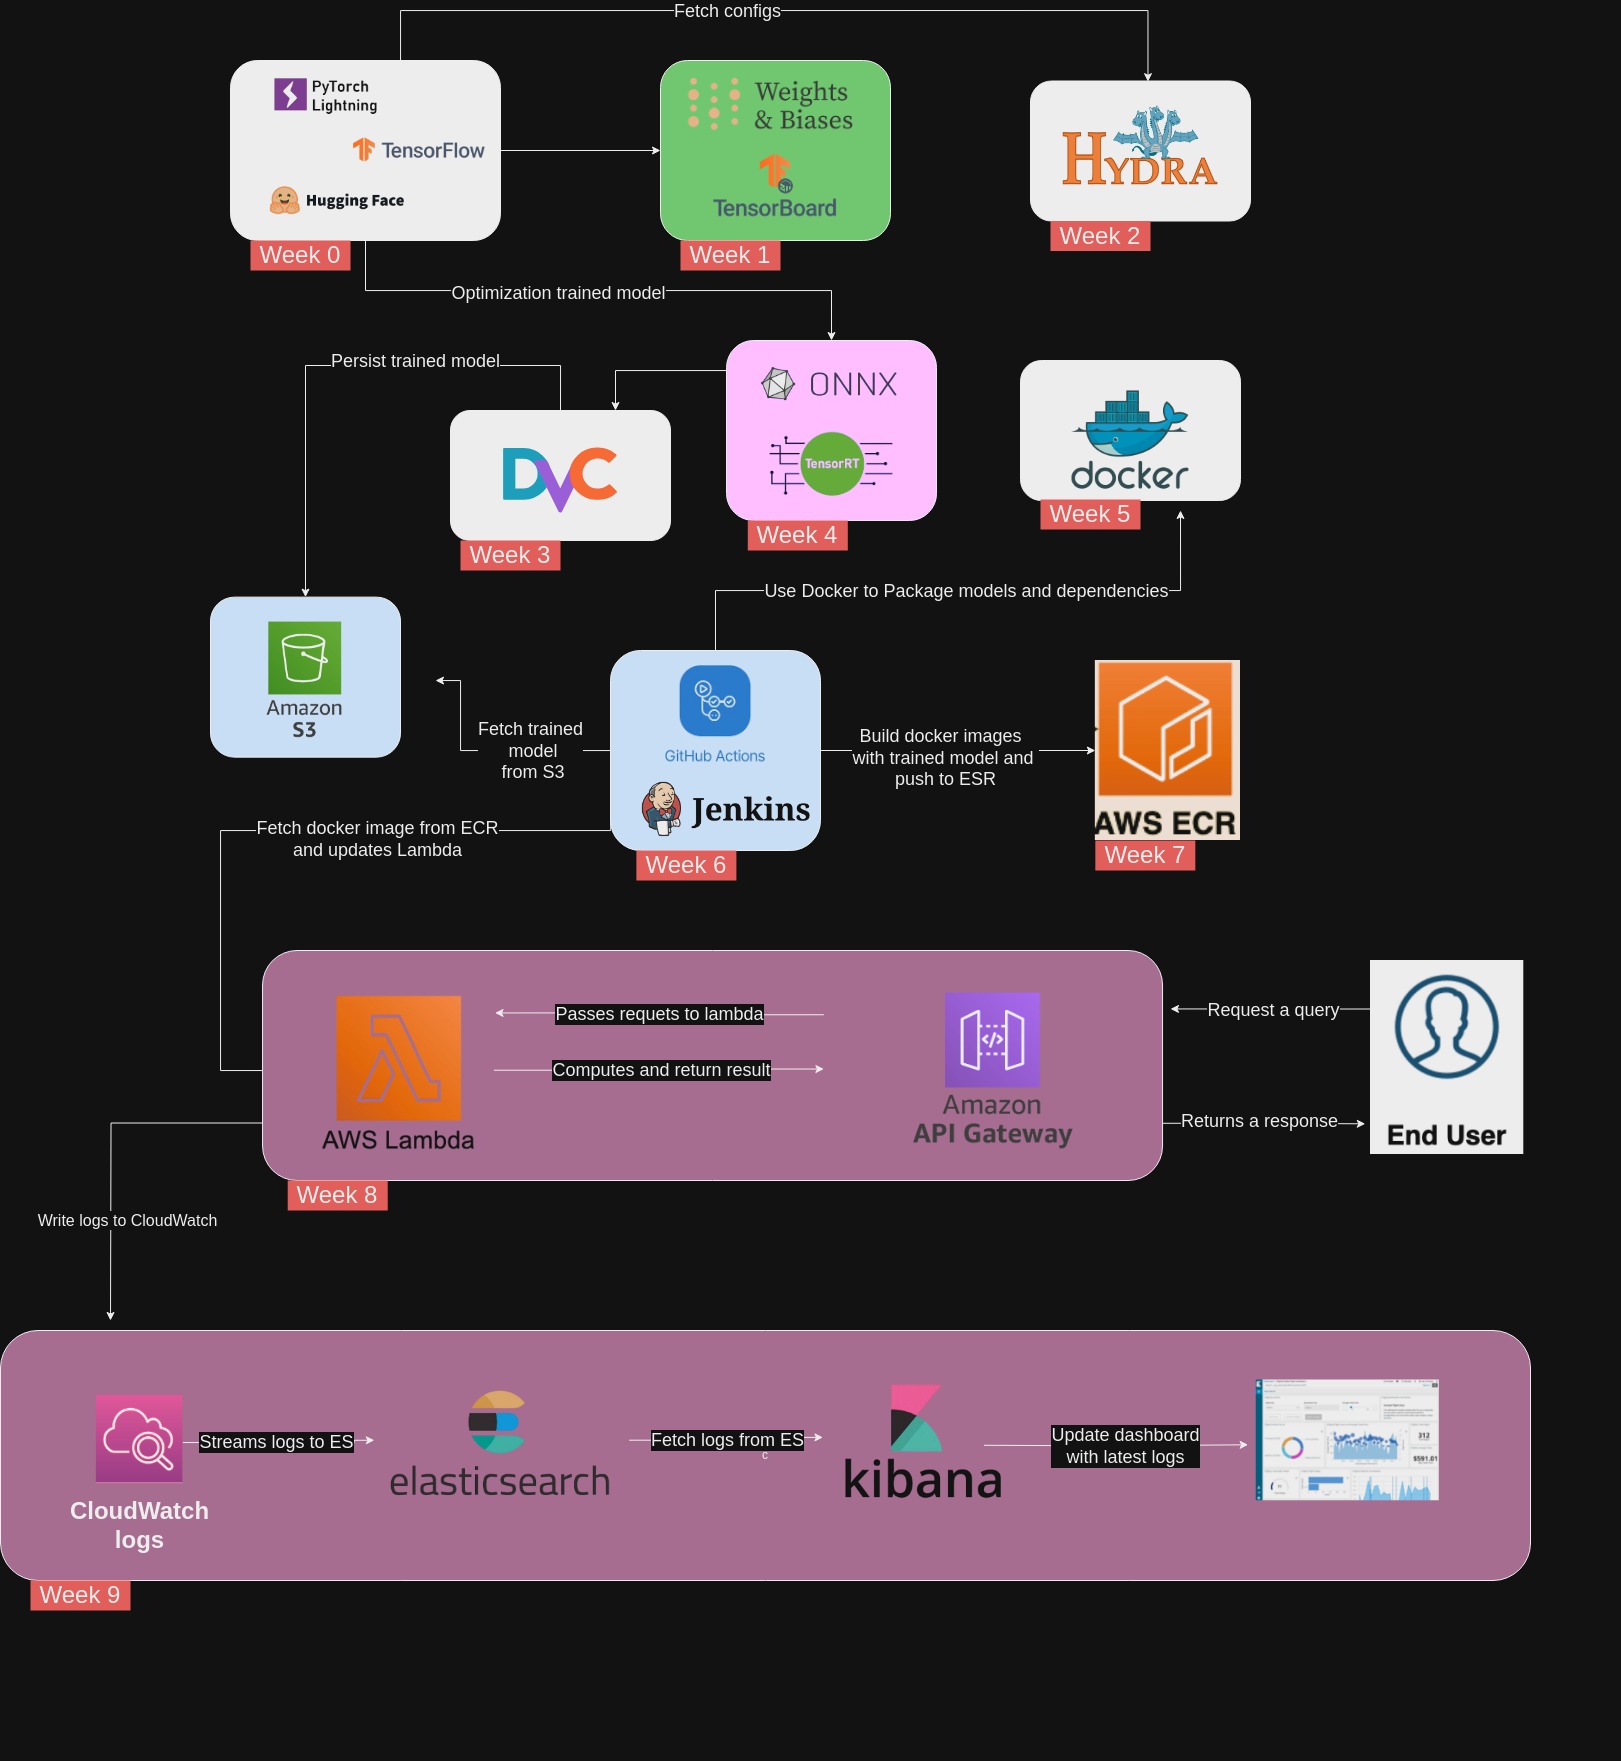 Fetch configs
PyTorch
Lightning
TensorFlow
Hugging Face
Week 0
Weights
& Biases
TensorBoard
Week 1
HYDRA
Week 2
Optimization trained model
Persist trained model
DVC
Week 3
ONNX
TensorRT
Week 4
docker
Week 5
Use Docker to Package models and dependencies
Amazon
S3
Fetch trained
model
from S3
GitHub Actions
Jenkins
Week 6
Build docker images
with trained model and
push to ESR
AWS ECR
Week 7
Fetch docker image from ECR
and updates Lambda
AWS Lambda
Passes requets to lambda
Computes and return result
Amazon
API Gateway
Week 8
Request a query
Returns a response
End User
Write logs to CloudWatch
CloudWatch
logs
Streams logs to ES
elasticsearch
Fetch logs from ES
c
kibana
Update dashboard
with latest logs
312
$591.01
Week 9